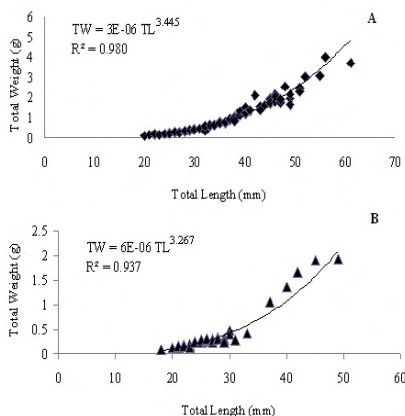 A
TW = 3E-06 TL^3.445
R² = 0.980
Total Weight (g)
6
5
4
3
2
1
0
0 10 20 30 40 50 60 70
Total Length (mm)
B
TW = 6E-06 TL^3.267
R² = 0.937
Total Weight (g)
2.5
2
1.5
1
0.5
0
0 10 20 30 40 50 60
Total Length (mm)